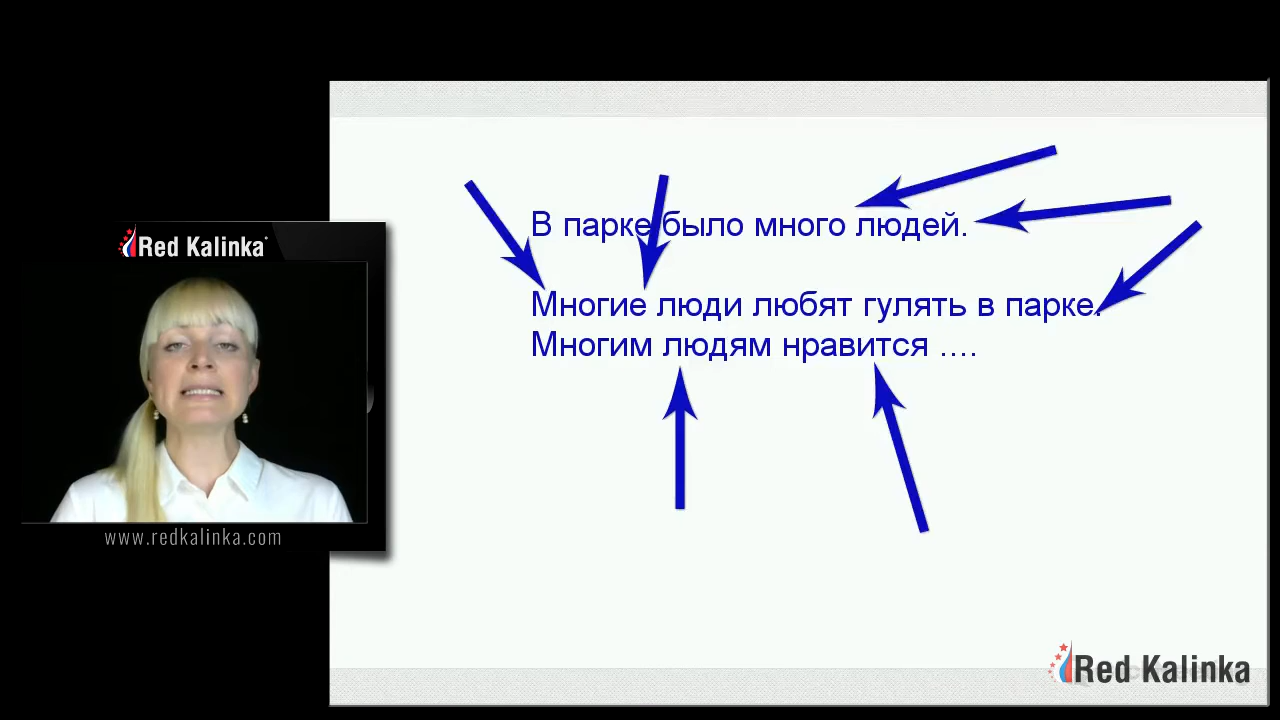 Red Kalinka
www.redkalinka.com
В парке было много людей.
Многие люди любят гулять в парке.
Многим людям нравится ....
Red Kalinka